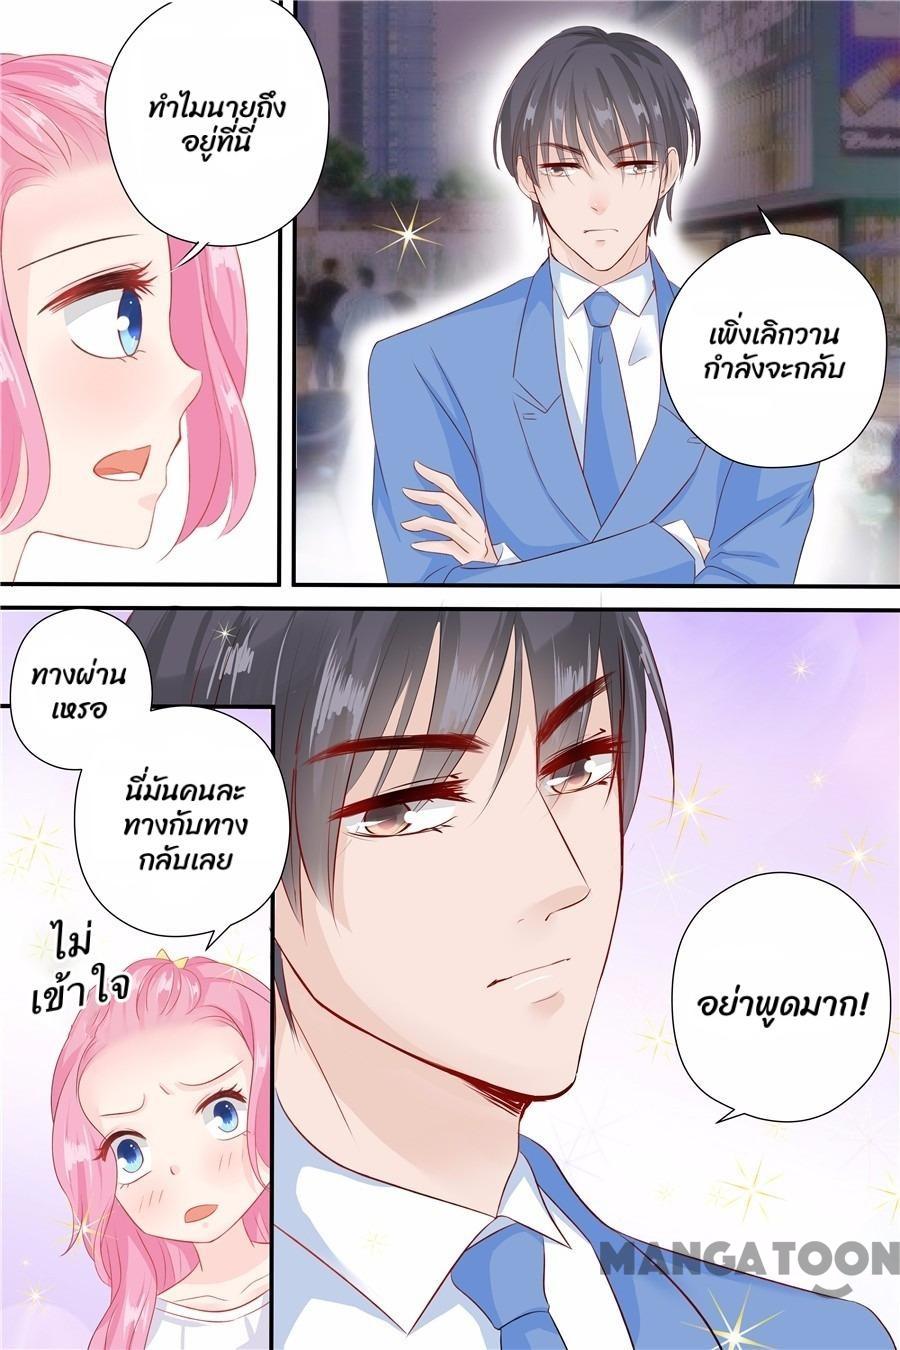 ทำไมนายถึง
อยู่ที่นี่
เพิ่งเลิกวาน
กำลังจะกลับ
ทางผ่าน
เหรอ
นี่มันคนละ
ทางกับทาง
กลับเลย
ไม่
เข้าใจ
อย่าพูดมาก!
MANGATOON